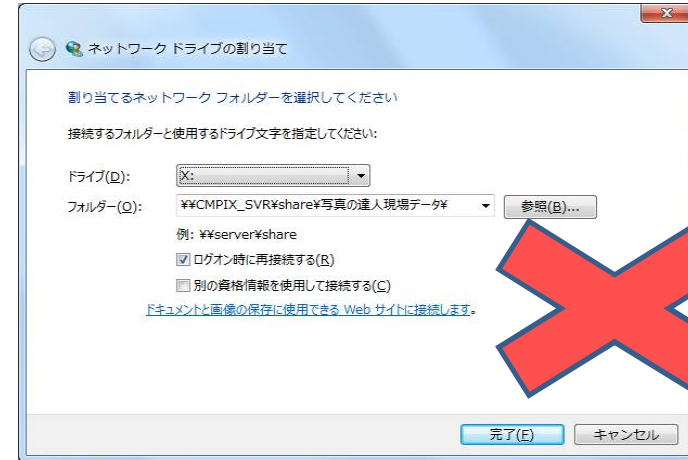 ネットワーク ドライブの割り当て
割り当てるネットワーク フォルダーを選択してください
接続するフォルダーと使用するドライブ文字を指定してください:
ドライブ(D): X:
フォルダー(O): ¥¥CMPIX_SVR¥share¥写真の達人現場データ¥ 参照(B)...
例: ¥¥server¥share
ログオン時に再接続する(R)
別の資格情報を使用して接続する(C)
ドキュメントと画像の保存に使用できる Web サイトに接続します。
完了(F) キャンセル